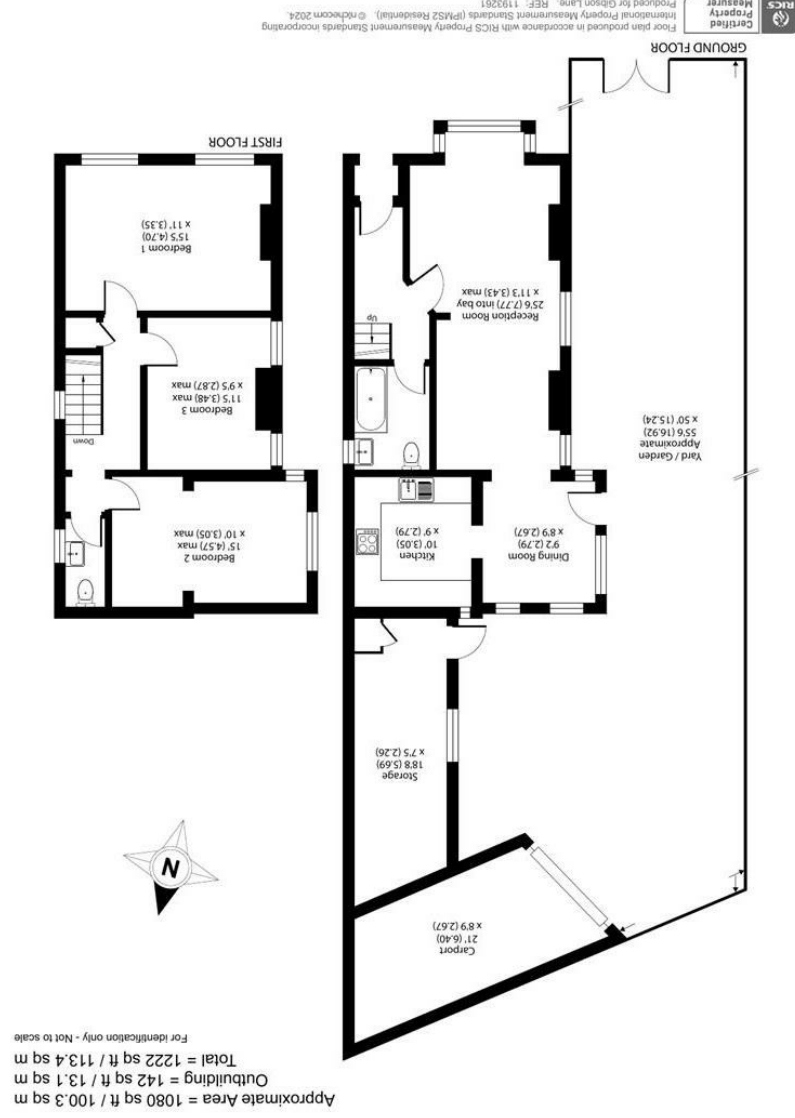 Approximate Area = 1080 sq ft / 100.3 sq m
Outbuilding = 142 sq ft / 13.1 sq m
Total = 1222 sq ft / 113.4 sq m
For identification only - Not to scale
N
Carport
21' (6.40)
x 8'9 (2.67)
Storage
18'8 (5.69)
x 7'5 (2.26)
Dining Room
9'2 (2.79)
x 8'9 (2.67)
Kitchen
10' (3.05)
x 9' (2.79)
Bedroom 2
15' (4.57) max
x 10' (3.05) max
Yard / Garden
Approximate
55'6 (16.92)
x 50' (15.24)
Down
Bedroom 3
11'5 (3.48) max
x 9'5 (2.87) max
Up
Reception Room
25'6 (7.77) into bay
x 11'3 (3.43) max
Bedroom 1
15'5 (4.70)
x 11' (3.35)
FIRST FLOOR
GROUND FLOOR
RICS
Certified
Property
Measurer
Floor plan produced in accordance with RICS Property Measurement Standards incorporating
International Property Measurement Standards (IPMS2 Residential). © nichecom 2024.
Produced for Gibson Lane. REF: 1193261